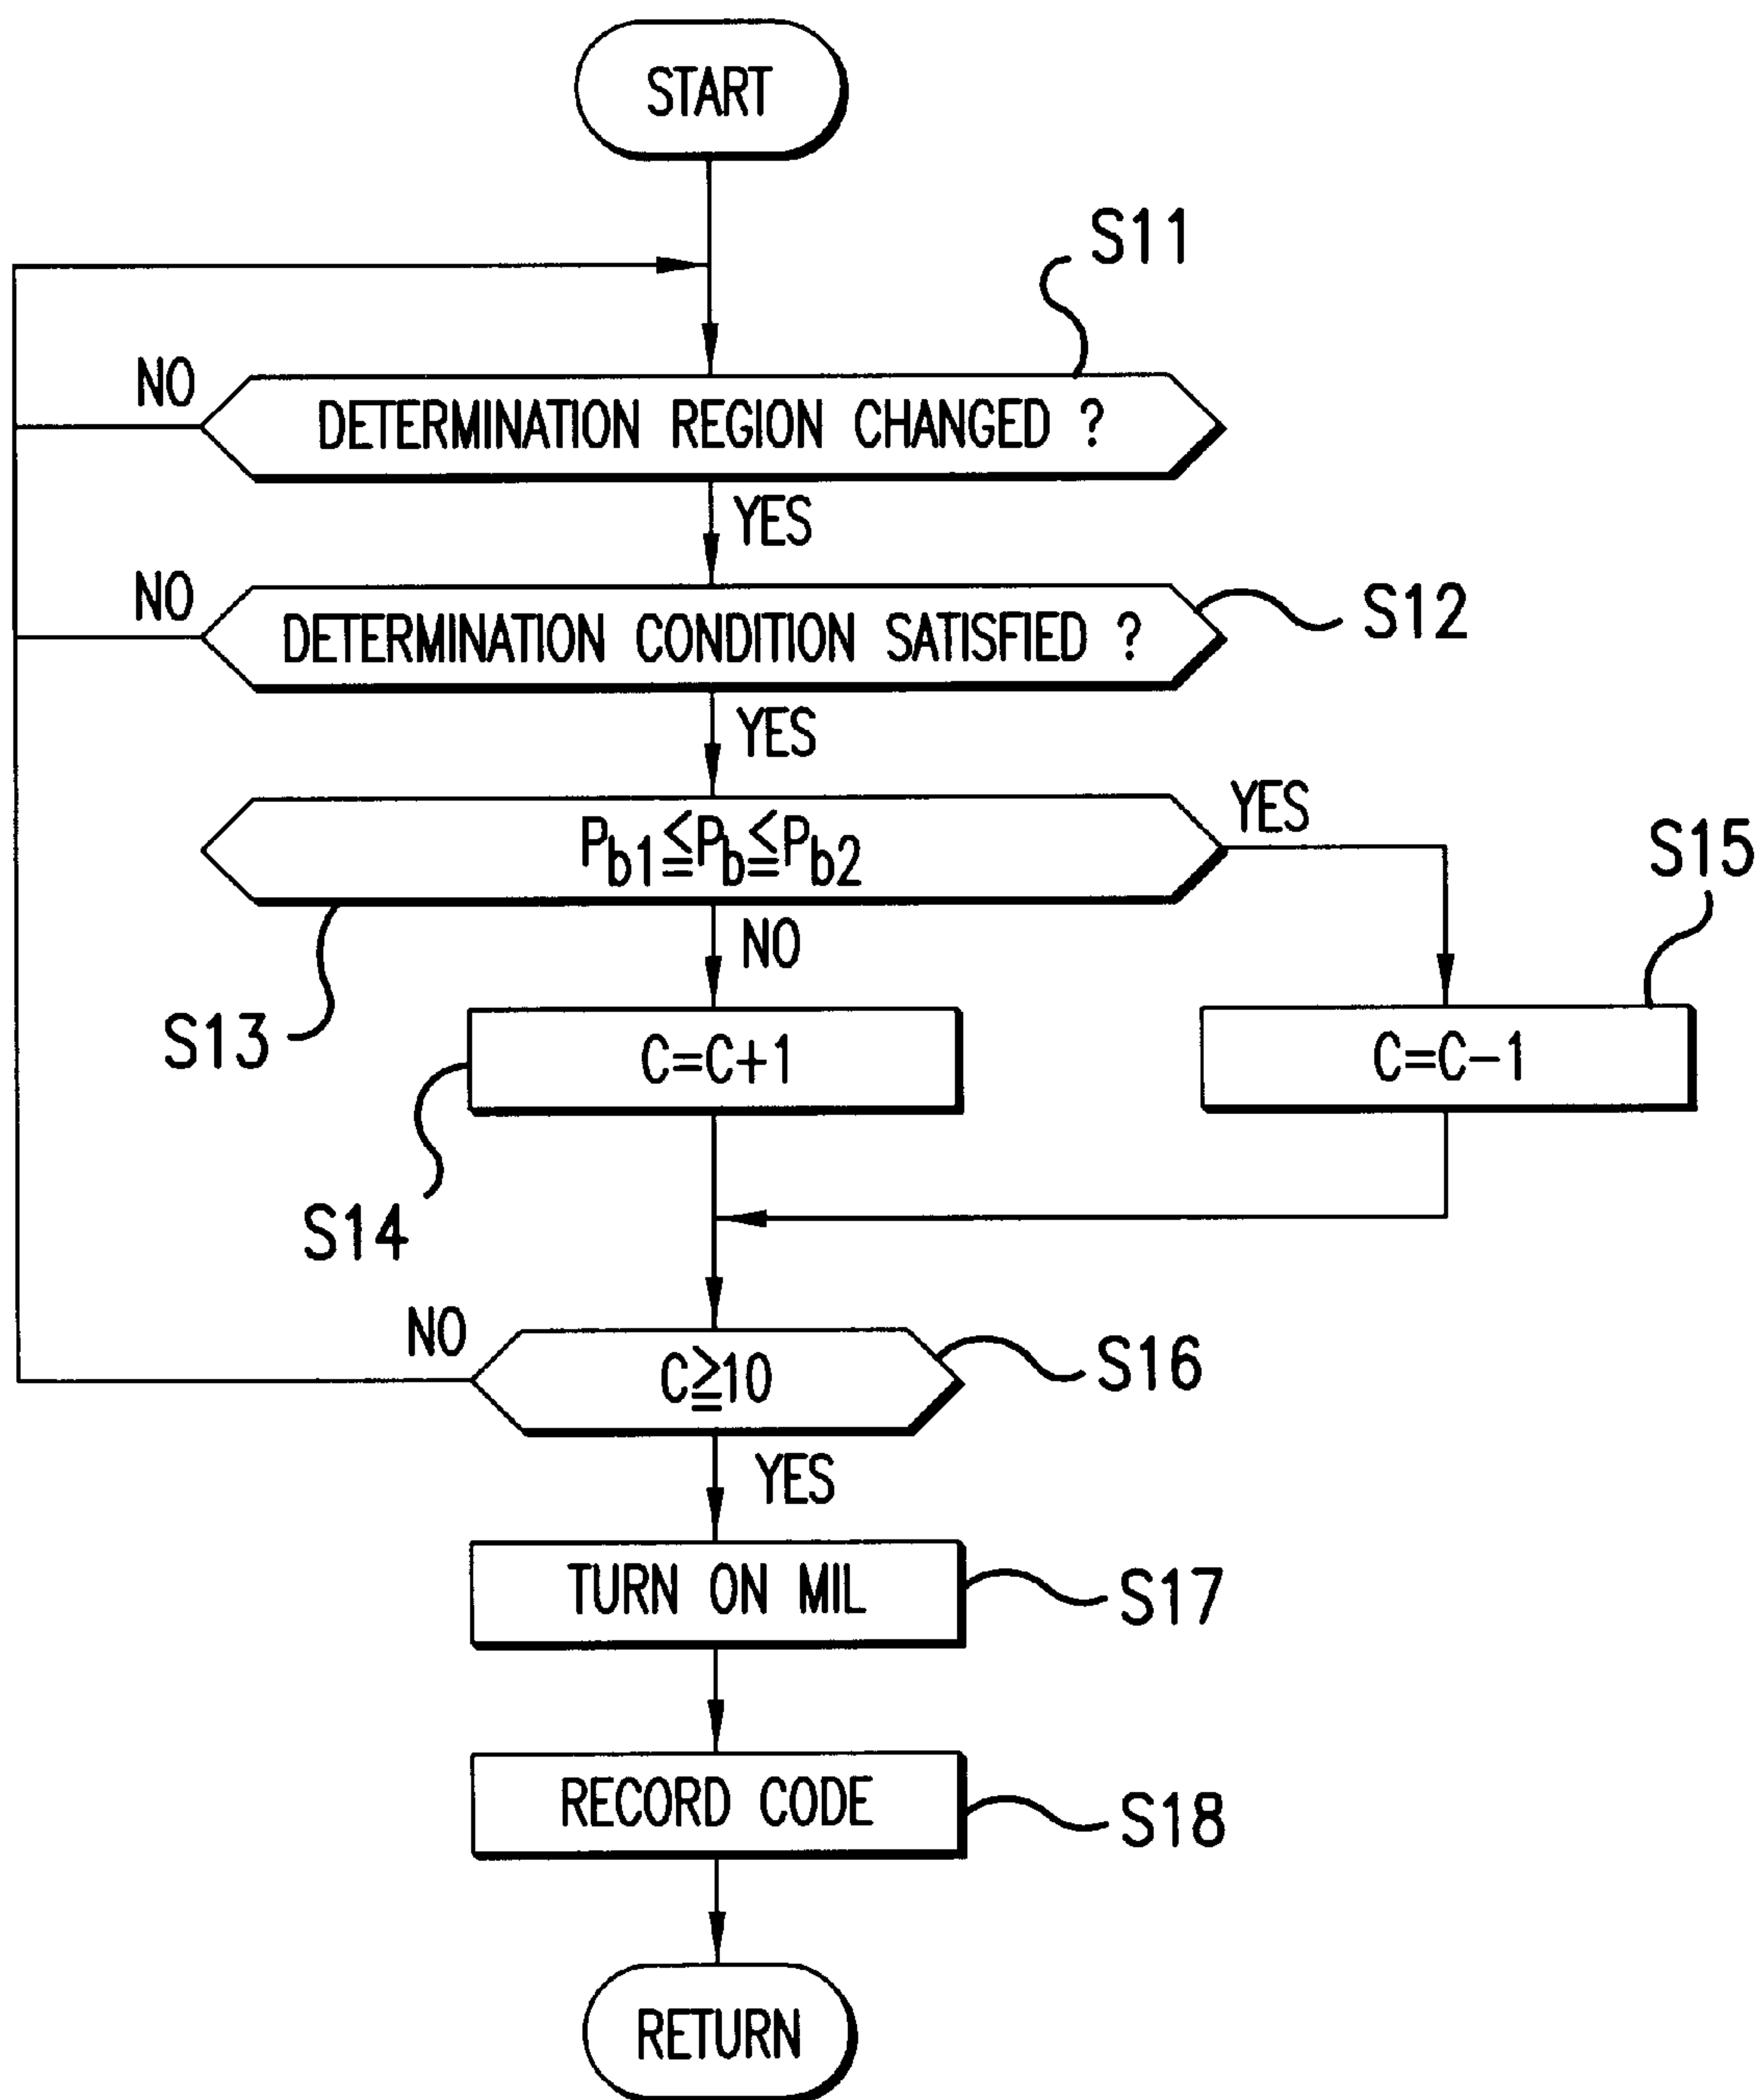 START
S11
NO
DETERMINATION REGION CHANGED ?
YES
NO
DETERMINATION CONDITION SATISFIED ?
S12
YES
Pb1≦Pb≦Pb2
YES
S15
S13
NO
C=C+1
C=C-1
S14
NO
C≧10
S16
YES
TURN ON MIL
S17
RECORD CODE
S18
RETURN